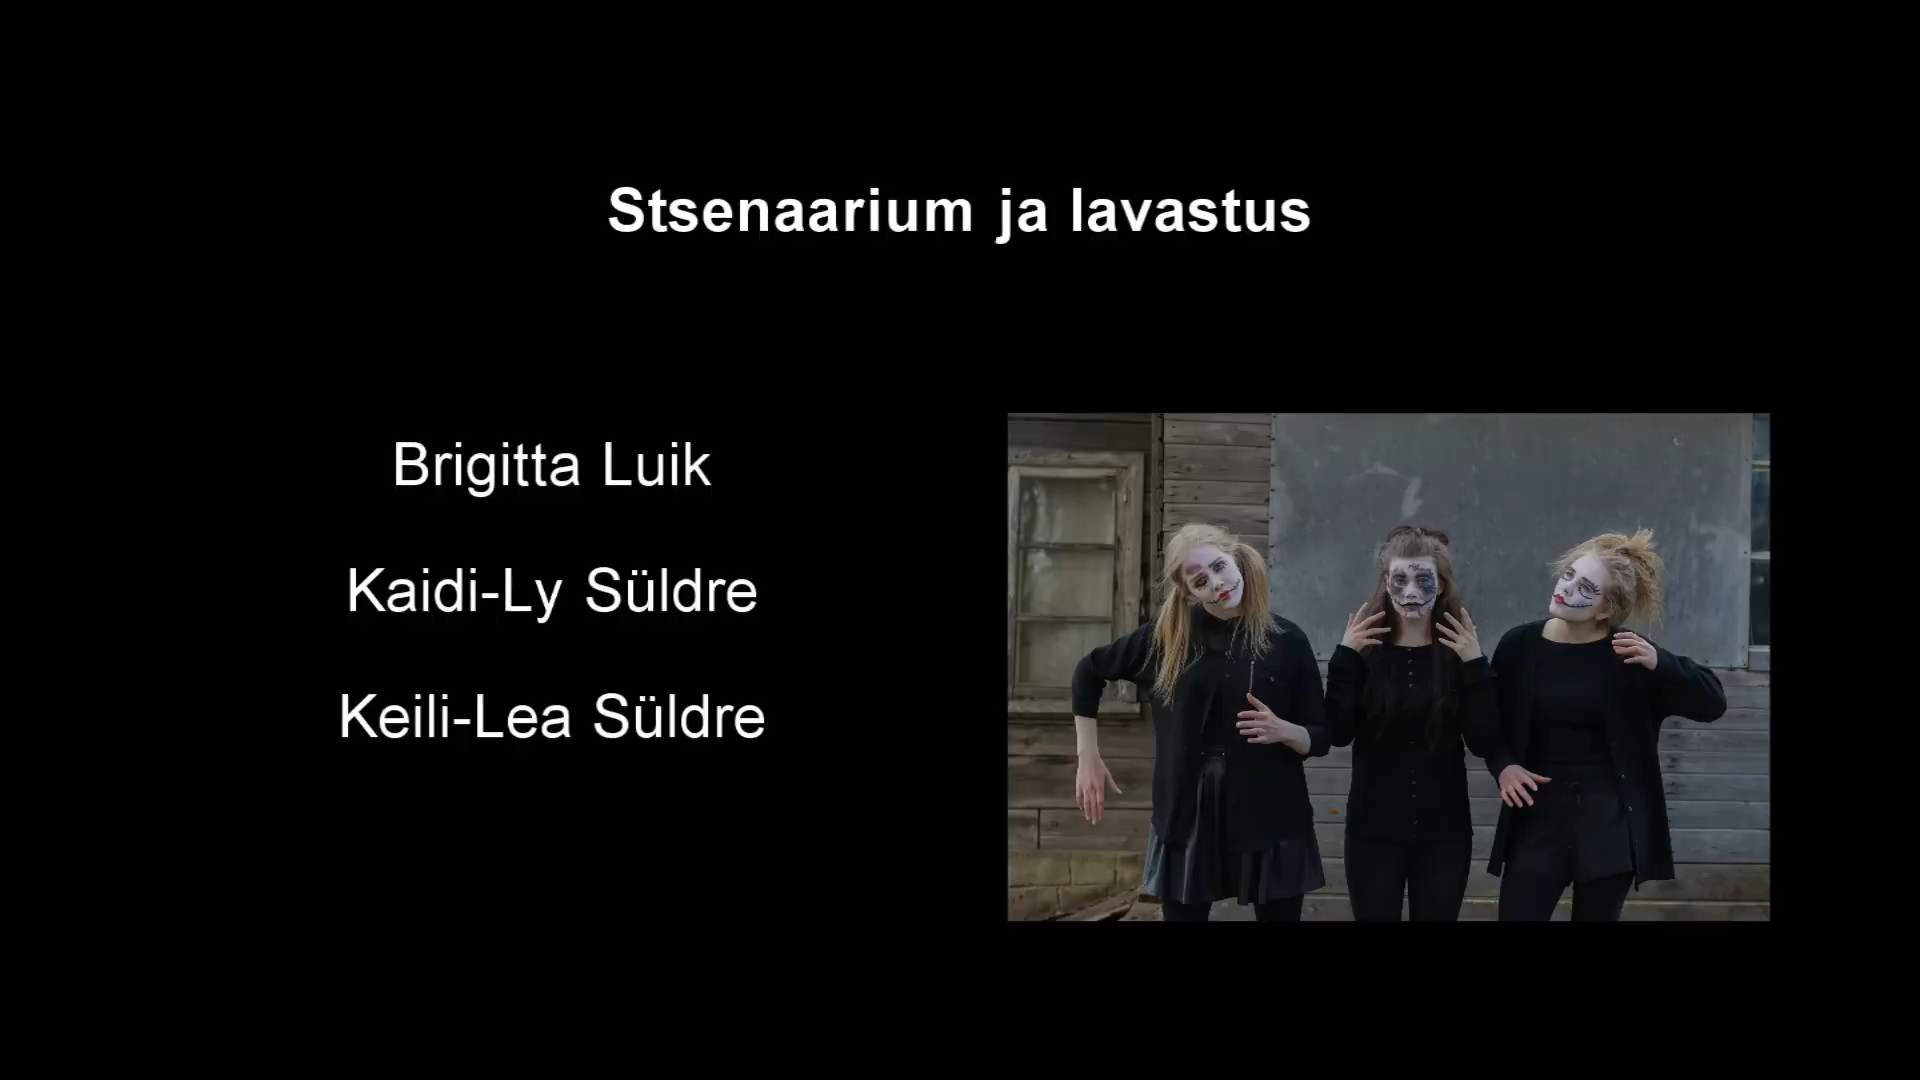 Stsenaarium ja lavastus
Brigitta Luik
Kaidi-Ly Süldre
Keili-Lea Süldre